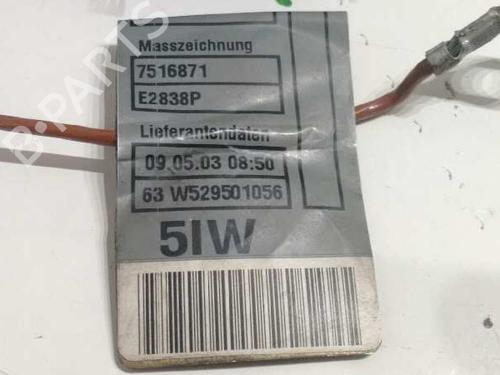 Masszeichnung
7516871
E2838P
Lieferantendaten
09.05.03 08:50
63 W529501056
5IW
B-PARTS